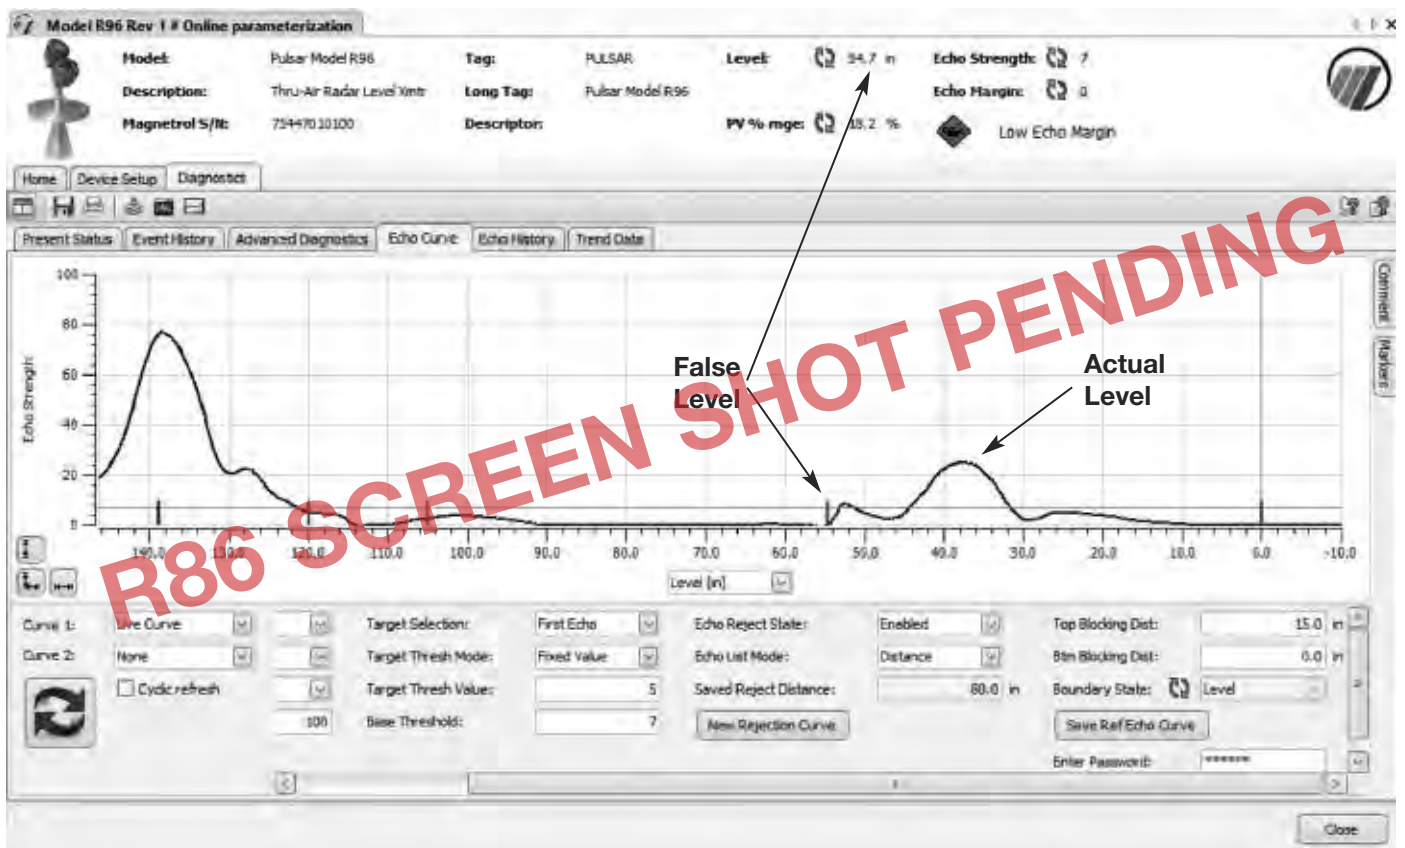 Model R96 Rev 1 # Online parameterization
Model: Pulsar Model R96 Tag: PULSAR Level: 54.7 in Echo Strength: 7
Description: Thru-Air Radar Level Xmtr Long Tag: Pulsar Model R96 Echo Margin: 0
Magnetrol S/N: 75447010100 Descriptor: PV % rnge: 18.2 % Low Echo Margin
Home Device Setup Diagnostics
Present Status Event History Advanced Diagnostics Echo Curve Echo History Trend Data
Comment
Markers
Echo Strength
100
80
60
40
20
0
False
Level
Actual
Level
R86 SCREEN SHOT PENDING
140.0 130.0 120.0 110.0 100.0 90.0 80.0 70.0 60.0 50.0 40.0 30.0 20.0 10.0 0.0 -10.0
Level [in]
Curve 1: Live Curve Target Selection: First Echo Echo Reject State: Enabled Top Blocking Dist: 15.0 in
Curve 2: None Target Thresh Mode: Fixed Value Echo List Mode: Distance Btm Blocking Dist: 0.0 in
Cyclic refresh Target Thresh Value: 5 Saved Reject Distance: 80.0 in Boundary State: Level
100 Base Threshold: 7 New Rejection Curve Save Ref Echo Curve
Enter Password: ******
Close